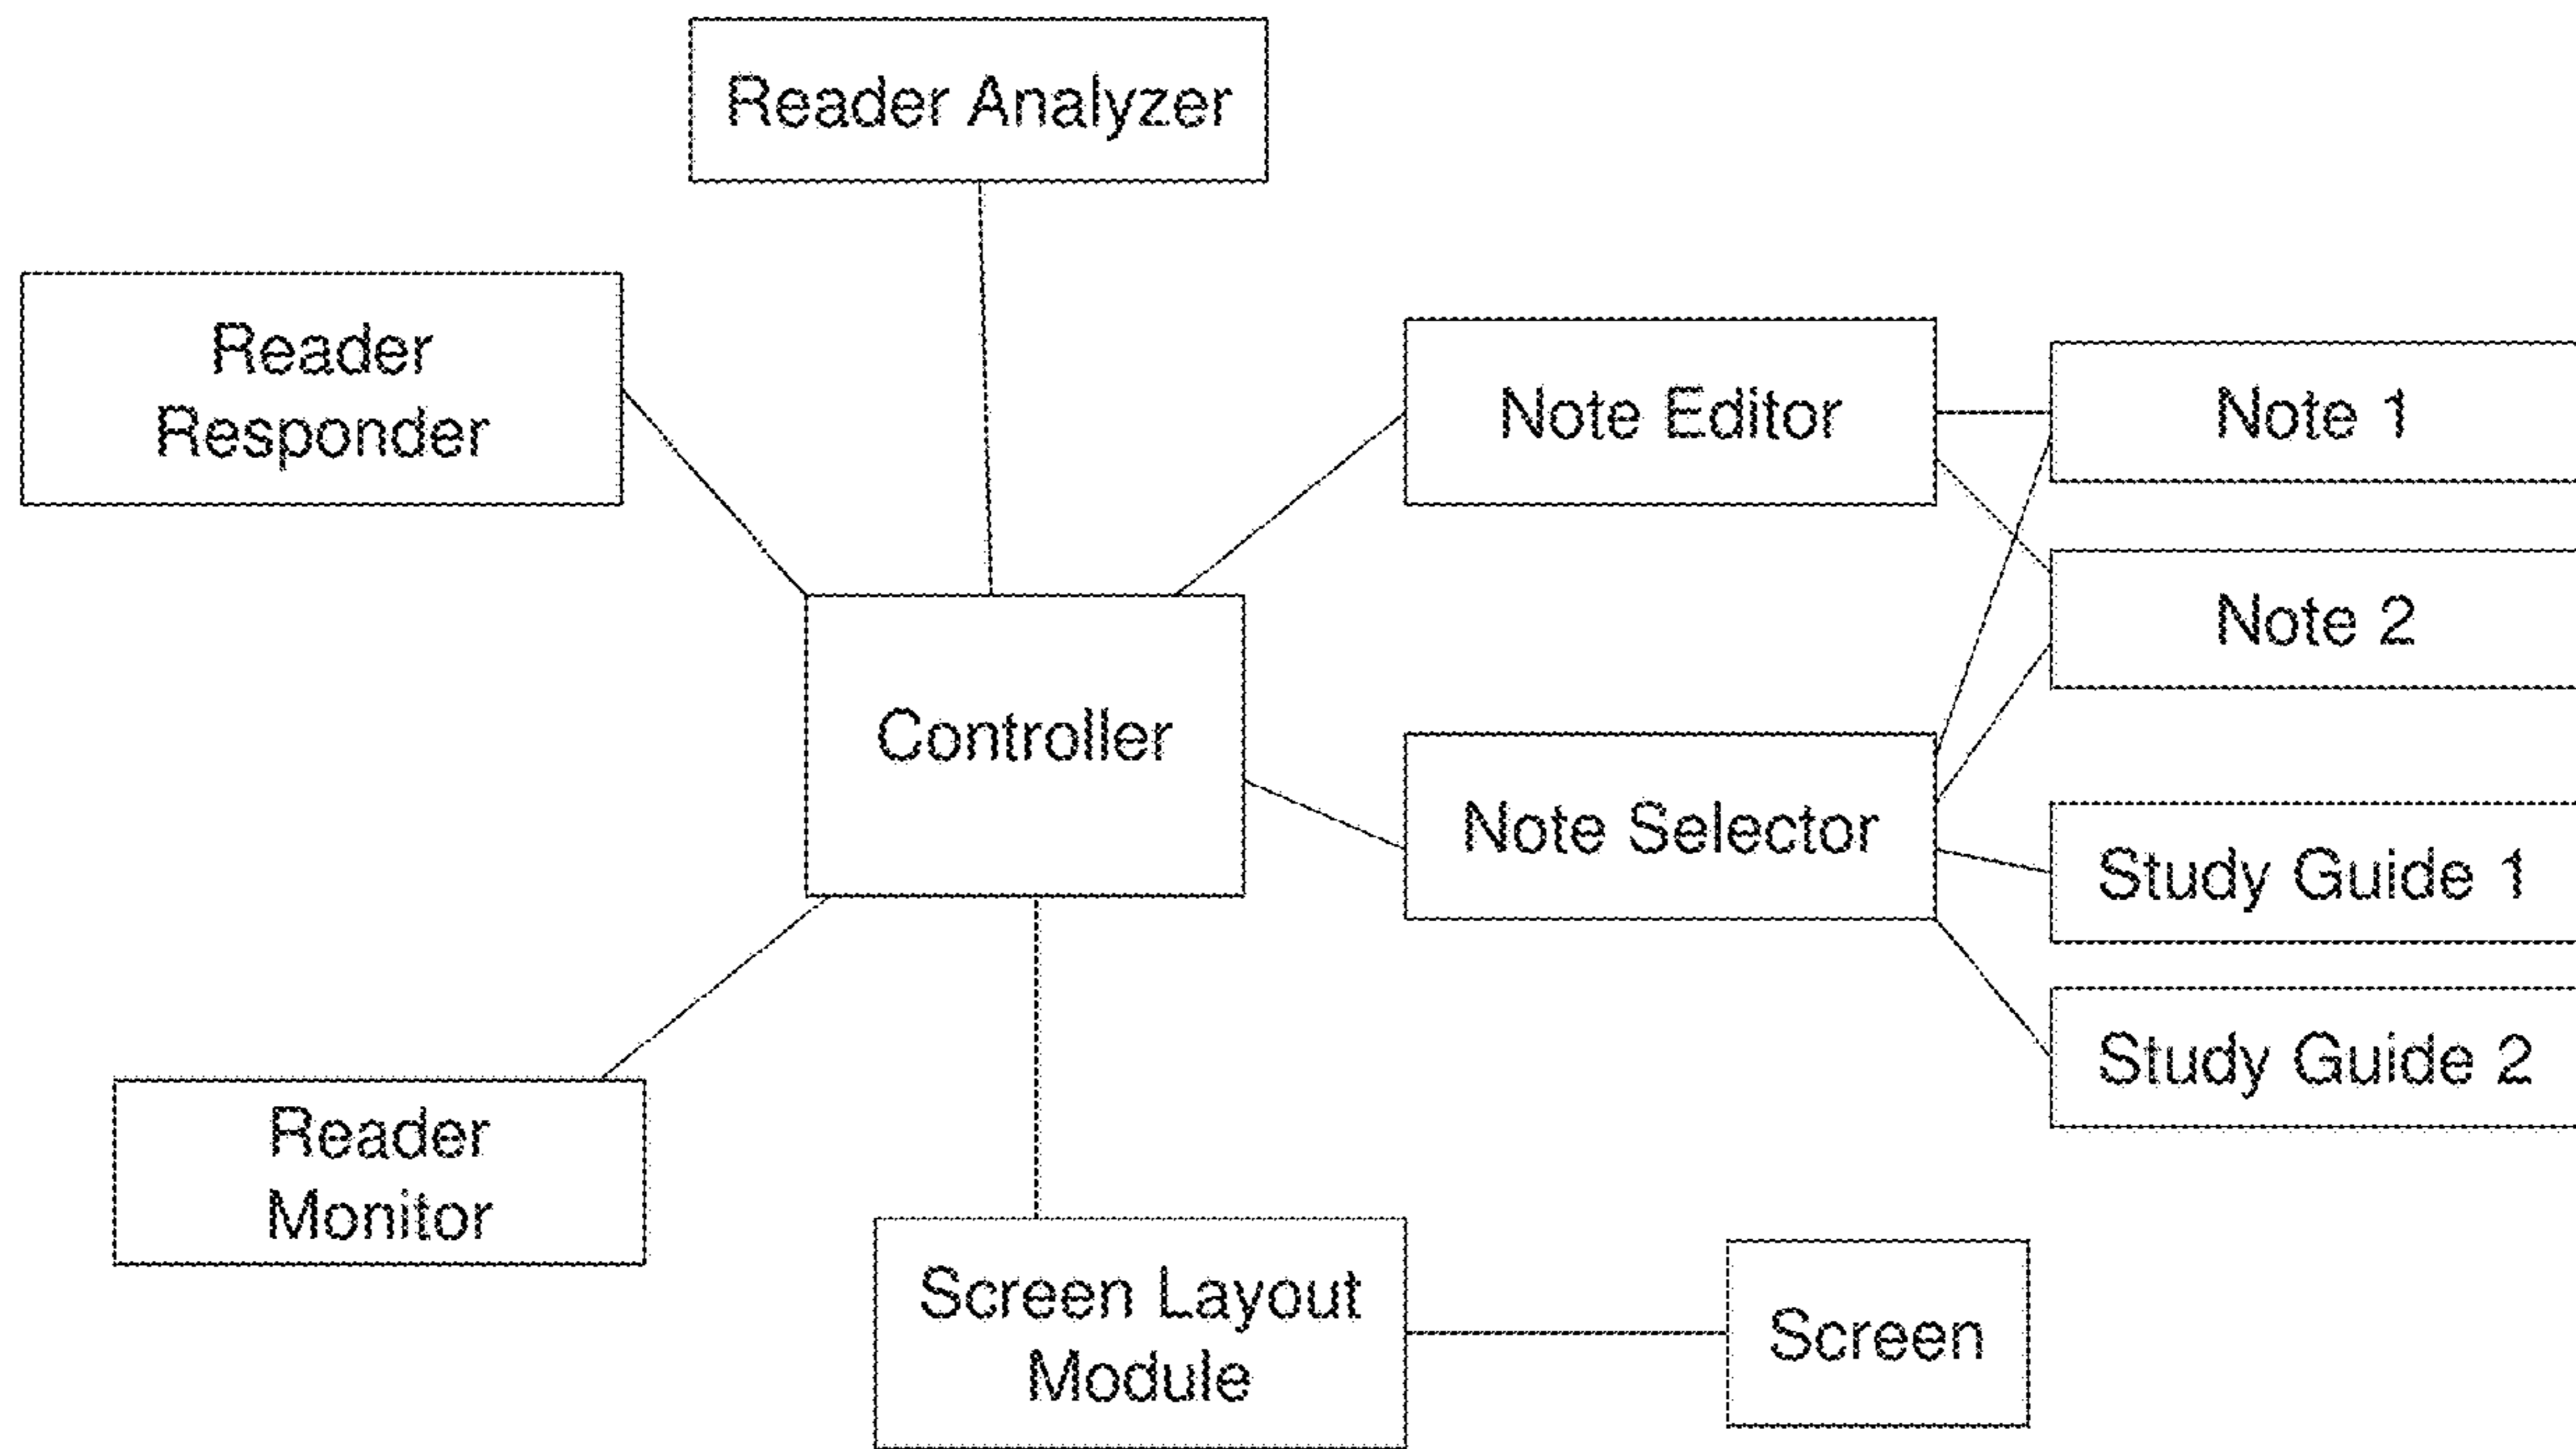 Reader Analyzer
Reader
Responder
Note Editor
Note 1
Note 2
Controller
Note Selector
Study Guide 1
Study Guide 2
Reader
Monitor
Screen Layout
Module
Screen